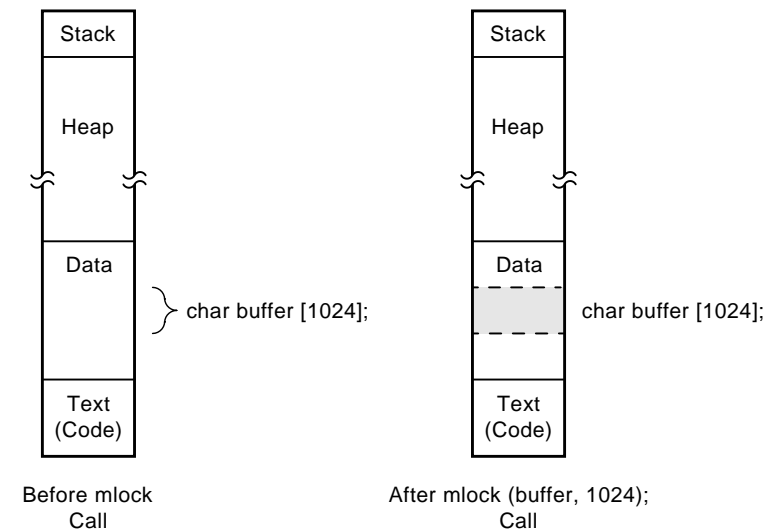 Stack
Heap
Data
char buffer [1024];
Text
(Code)
Before mlock
Call
Stack
Heap
Data
char buffer [1024];
Text
(Code)
After mlock (buffer, 1024);
Call